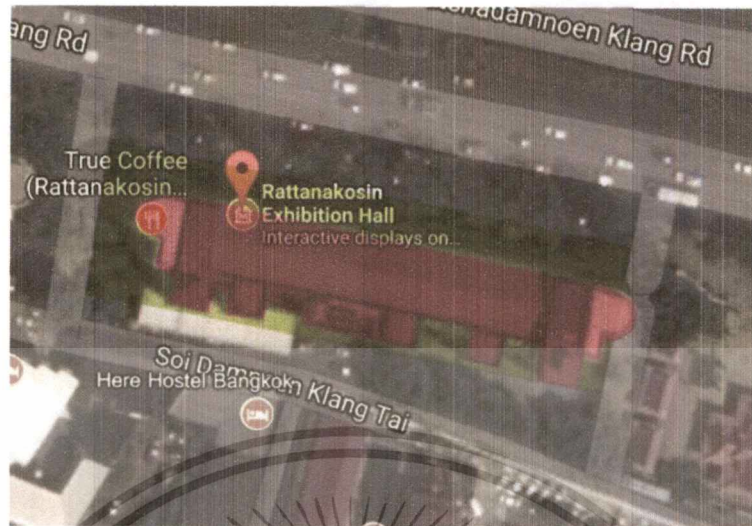 damnoen Klang Rd
ang Rd
True Coffee
(Rattanakosin...
Rattanakosin
Exhibition Hall
Interactive displays on...
Soi Damnoen Klang Tai
Here Hostel Bangkok